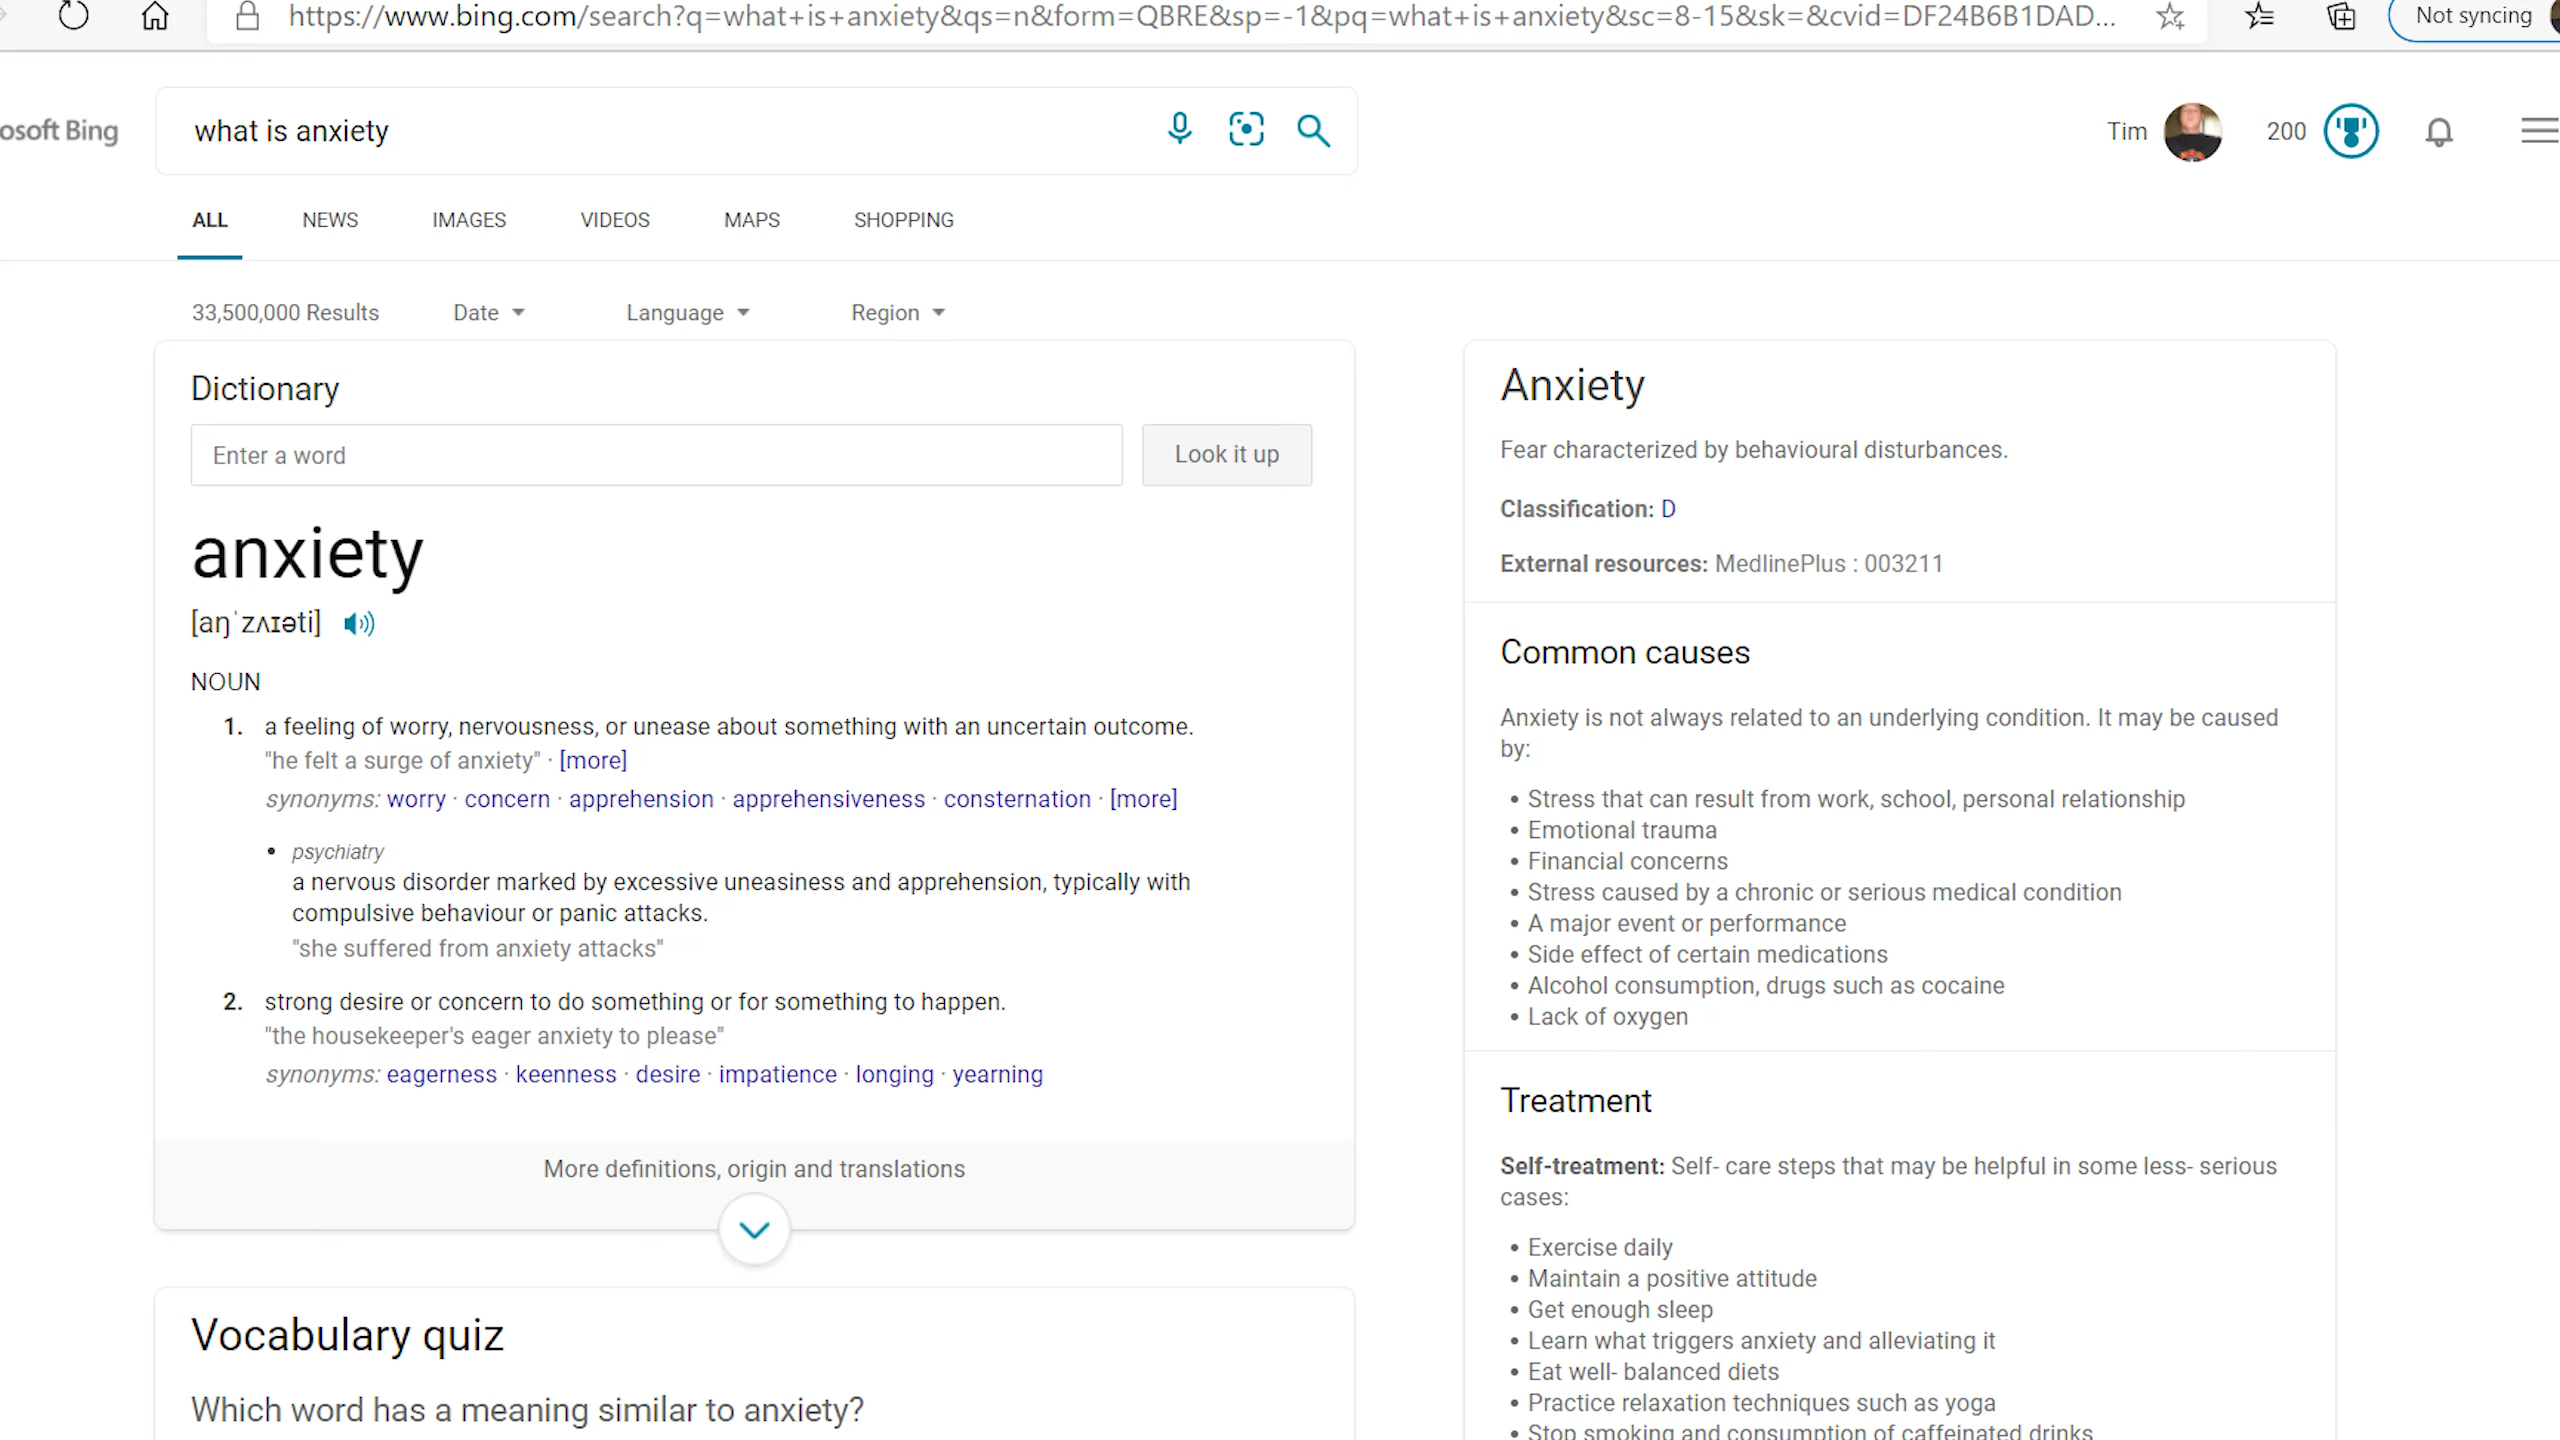 https://www.bing.com/search?q=what+is+anxiety&qs=n&form=QBRE&sp=-1&pq=what+is+anxiety&sc=8-15&sk=&cvid=DF24B6B1DAD...
Not syncing
osoft Bing
what is anxiety
Tim
200
ALL
NEWS
IMAGES
VIDEOS
MAPS
SHOPPING
33,500,000 Results
Date
Language
Region
Dictionary
Enter a word
Look it up
anxiety
[aŋˈzʌɪəti]
NOUN
1. a feeling of worry, nervousness, or unease about something with an uncertain outcome.
"he felt a surge of anxiety" · [more]
synonyms: worry · concern · apprehension · apprehensiveness · consternation · [more]
• psychiatry
a nervous disorder marked by excessive uneasiness and apprehension, typically with
compulsive behaviour or panic attacks.
"she suffered from anxiety attacks"
2. strong desire or concern to do something or for something to happen.
"the housekeeper's eager anxiety to please"
synonyms: eagerness · keenness · desire · impatience · longing · yearning
More definitions, origin and translations
Vocabulary quiz
Which word has a meaning similar to anxiety?
Anxiety
Fear characterized by behavioural disturbances.
Classification: D
External resources: MedlinePlus : 003211
Common causes
Anxiety is not always related to an underlying condition. It may be caused
by:
• Stress that can result from work, school, personal relationship
• Emotional trauma
• Financial concerns
• Stress caused by a chronic or serious medical condition
• A major event or performance
• Side effect of certain medications
• Alcohol consumption, drugs such as cocaine
• Lack of oxygen
Treatment
Self-treatment: Self- care steps that may be helpful in some less- serious
cases:
• Exercise daily
• Maintain a positive attitude
• Get enough sleep
• Learn what triggers anxiety and alleviating it
• Eat well- balanced diets
• Practice relaxation techniques such as yoga
• Stop smoking and consumption of caffeinated drinks